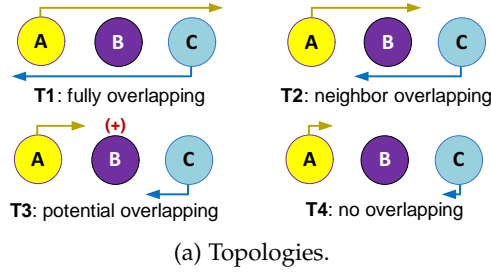 A B C A B C
T1: fully overlapping T2: neighbor overlapping
(+)
A B C A B C
T3: potential overlapping T4: no overlapping
(a) Topologies.